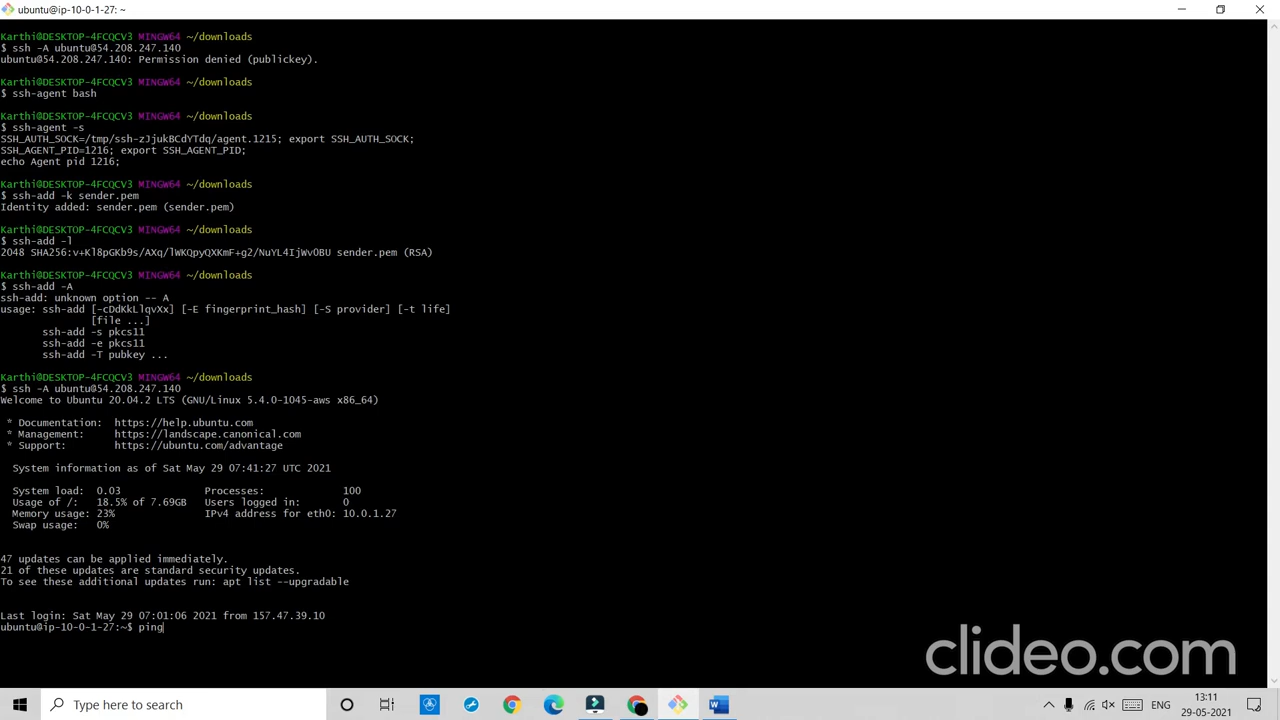 ubuntu@ip-10-0-1-27: ~
Karthi@DESKTOP-4FCQCV3 MINGW64 ~/downloads
$ ssh -A ubuntu@54.208.247.140
ubuntu@54.208.247.140: Permission denied (publickey).
Karthi@DESKTOP-4FCQCV3 MINGW64 ~/downloads
$ ssh-agent bash
Karthi@DESKTOP-4FCQCV3 MINGW64 ~/downloads
$ ssh-agent -s
SSH_AUTH_SOCK=/tmp/ssh-zJjukBCdYTdq/agent.1215; export SSH_AUTH_SOCK;
SSH_AGENT_PID=1216; export SSH_AGENT_PID;
echo Agent pid 1216;
Karthi@DESKTOP-4FCQCV3 MINGW64 ~/downloads
$ ssh-add -k sender.pem
Identity added: sender.pem (sender.pem)
Karthi@DESKTOP-4FCQCV3 MINGW64 ~/downloads
$ ssh-add -l
2048 SHA256:v+Kl8pGKb9s/AXq/lWKQpyQXKmF+g2/NuYL4IjWvOBU sender.pem (RSA)
Karthi@DESKTOP-4FCQCV3 MINGW64 ~/downloads
$ ssh-add -A
ssh-add: unknown option -- A
usage: ssh-add [-cDdKkLlqvXx] [-E fingerprint_hash] [-S provider] [-t life]
[file ...]
ssh-add -s pkcs11
ssh-add -e pkcs11
ssh-add -T pubkey ...
Karthi@DESKTOP-4FCQCV3 MINGW64 ~/downloads
$ ssh -A ubuntu@54.208.247.140
Welcome to Ubuntu 20.04.2 LTS (GNU/Linux 5.4.0-1045-aws x86_64)
* Documentation: https://help.ubuntu.com
* Management: https://landscape.canonical.com
* Support: https://ubuntu.com/advantage
System information as of Sat May 29 07:41:27 UTC 2021
System load: 0.03 Processes: 100
Usage of /: 18.5% of 7.69GB Users logged in: 0
Memory usage: 23% IPv4 address for eth0: 10.0.1.27
Swap usage: 0%
47 updates can be applied immediately.
21 of these updates are standard security updates.
To see these additional updates run: apt list --upgradable
Last login: Sat May 29 07:01:06 2021 from 157.47.39.10
ubuntu@ip-10-0-1-27:~$ ping
clideo.com
Type here to search
ENG
13:11
29-05-2021